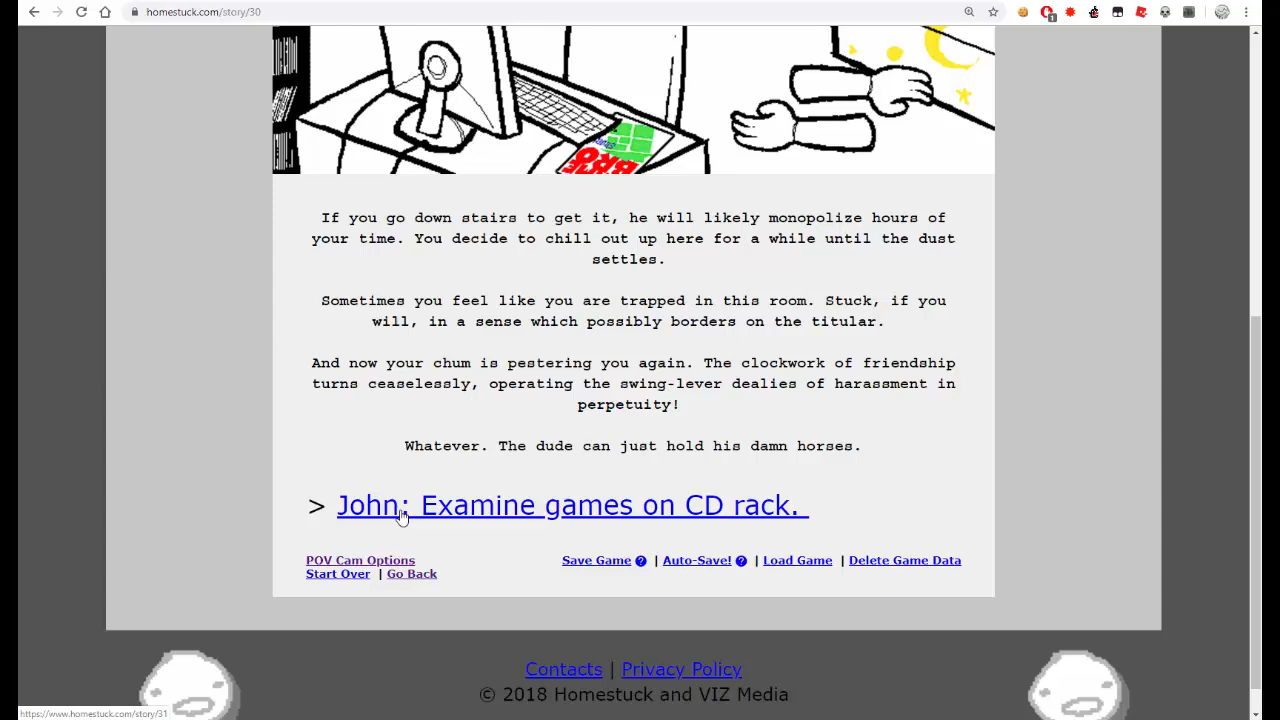 homestuck.com/story/30
1
BRO
If you go down stairs to get it, he will likely monopolize hours of
your time. You decide to chill out up here for a while until the dust
settles.
Sometimes you feel like you are trapped in this room. Stuck, if you
will, in a sense which possibly borders on the titular.
And now your chum is pestering you again. The clockwork of friendship
turns ceaselessly, operating the swing-lever dealies of harassment in
perpetuity!
Whatever. The dude can just hold his damn horses.
> John: Examine games on CD rack.
POV Cam Options
Save Game ? | Auto-Save! ? | Load Game | Delete Game Data
Start Over | Go Back
Contacts | Privacy Policy
© 2018 Homestuck and VIZ Media
https://www.homestuck.com/story/31